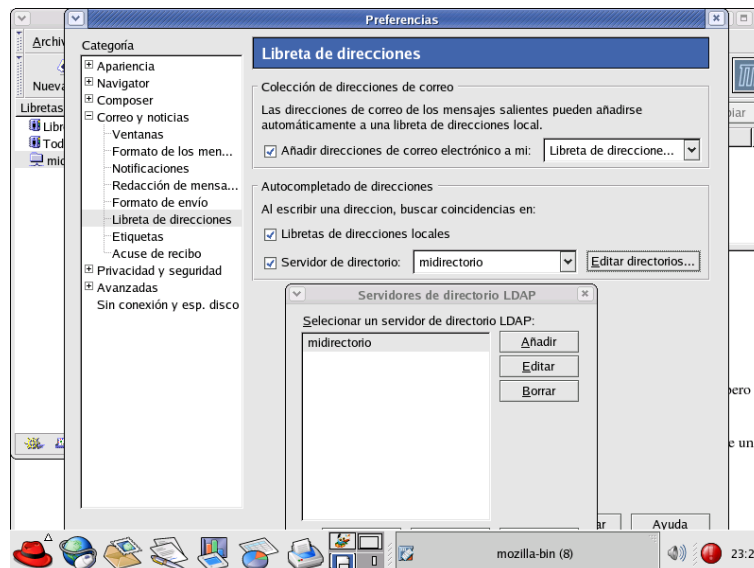 Preferencias
Archiv
Nueva
Libretas
Libr
Tod
mid
Categoría
Apariencia
Navigator
Composer
Correo y noticias
Ventanas
Formato de los men...
Notificaciones
Redacción de mensa...
Formato de envío
Libreta de direcciones
Etiquetas
Acuse de recibo
Privacidad y seguridad
Avanzadas
Sin conexión y esp. disco
Libreta de direcciones
Colección de direcciones de correo
Las direcciones de correo de los mensajes salientes pueden añadirse
automáticamente a una libreta de direcciones local.
Añadir direcciones de correo electrónico a mi: Libreta de direccione...
Autocompletado de direcciones
Al escribir una direccion, buscar coincidencias en:
Libretas de direcciones locales
Servidor de directorio: midirectorio Editar directorios...
Servidores de directorio LDAP
Selecionar un servidor de directorio LDAP:
midirectorio
Añadir
Editar
Borrar
ar
Ayuda
piar
pero
e un
mozilla-bin (8)
23:2